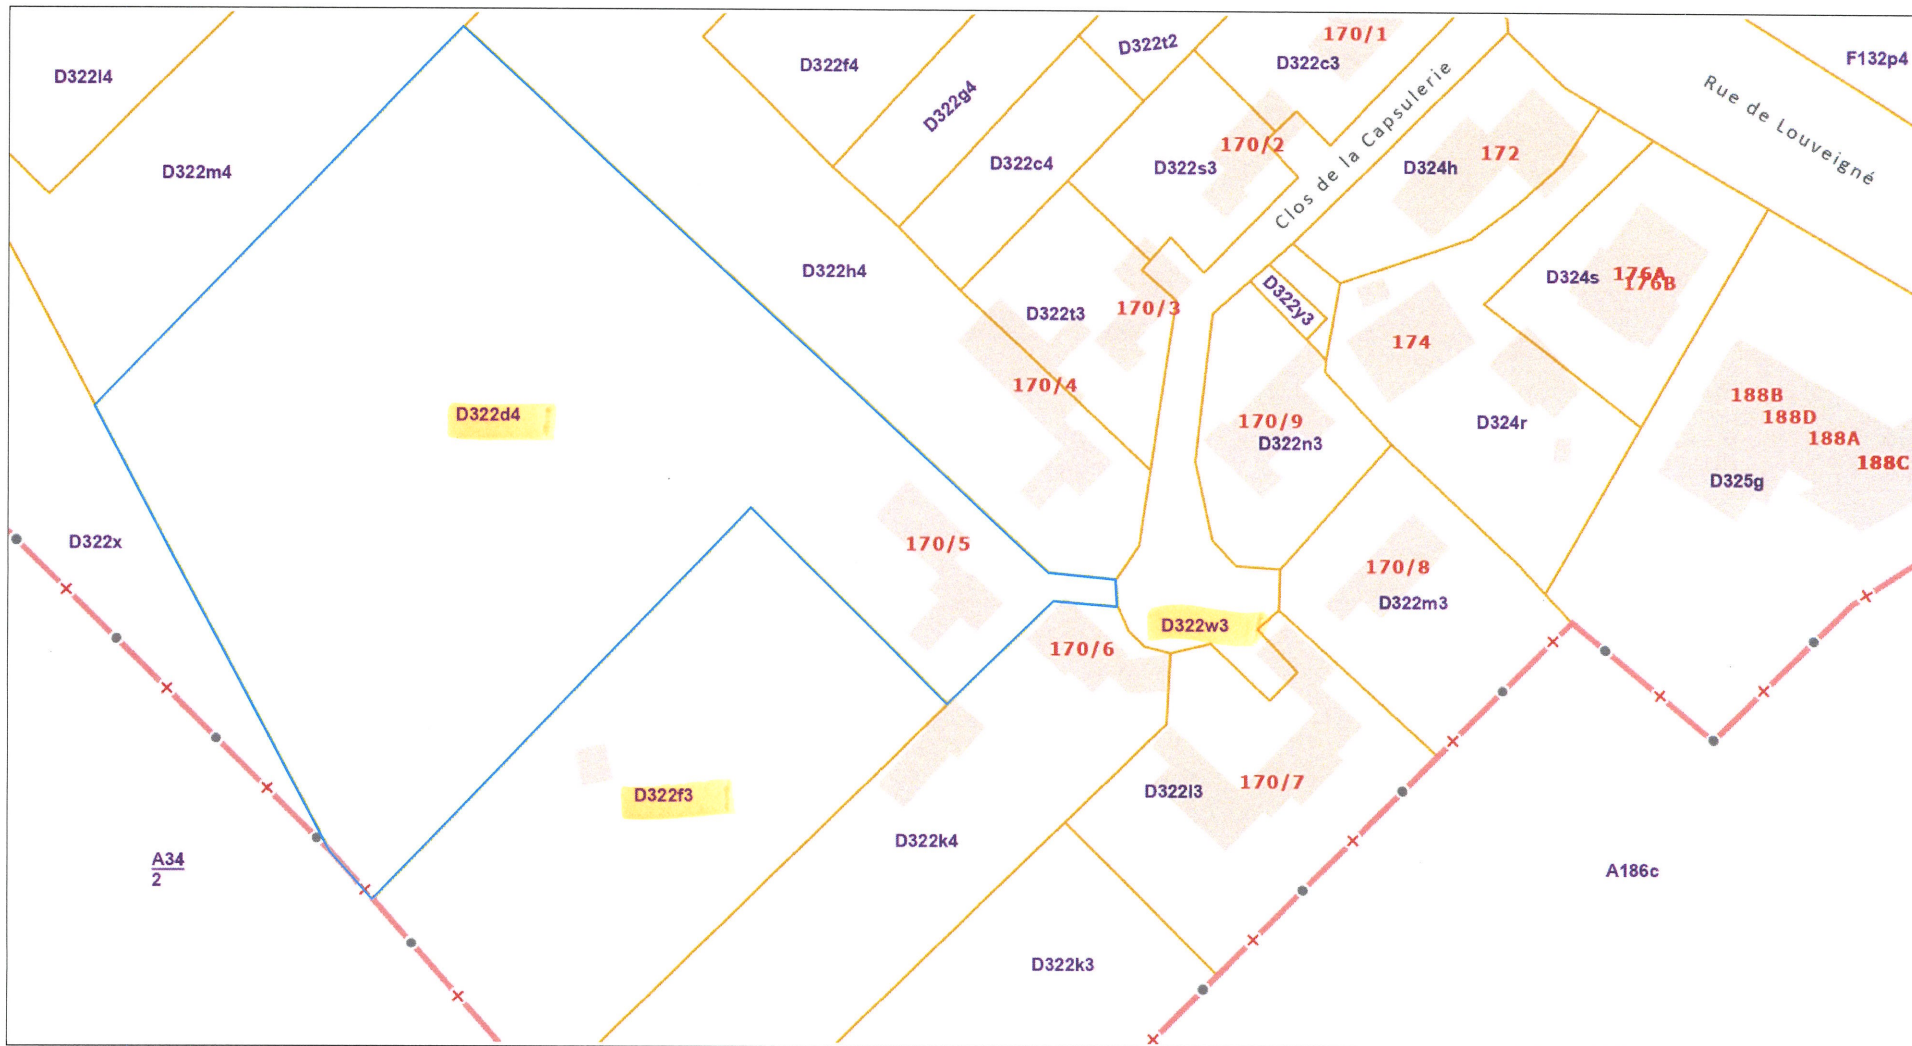 170/1
D322t2
F132p4
D322l4
D322f4
D322c3
Rue de Louveigné
D322g4
Clos de la Capsulerie
170/2
172
D322m4
D322c4
D322s3
D324h
D322h4
D324s
176A
176B
D322y3
D322t3
170/3
174
170/4
188B
D322d4
170/9
D324r
188D
D322n3
188A
188C
D325g
D322x
170/5
170/8
D322m3
D322w3
170/6
D322f3
D322l3
170/7
D322k4
A34
2
A186c
D322k3